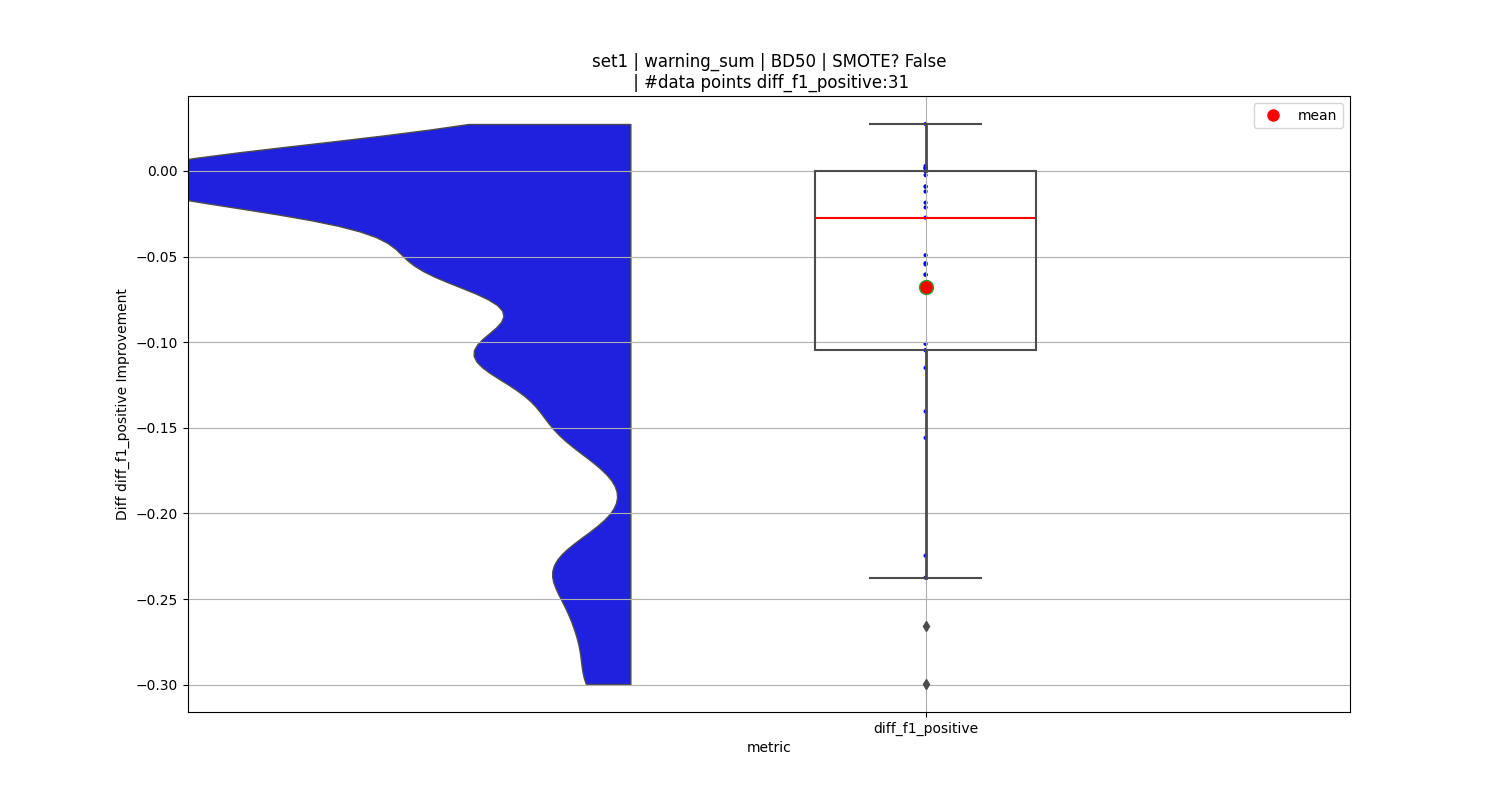 set1 | warning_sum | BD50 | SMOTE? False
| #data points diff_f1_positive:31
mean
0.00
−0.05
−0.10
−0.15
−0.20
−0.25
−0.30
Diff diff_f1_positive Improvement
diff_f1_positive
metric